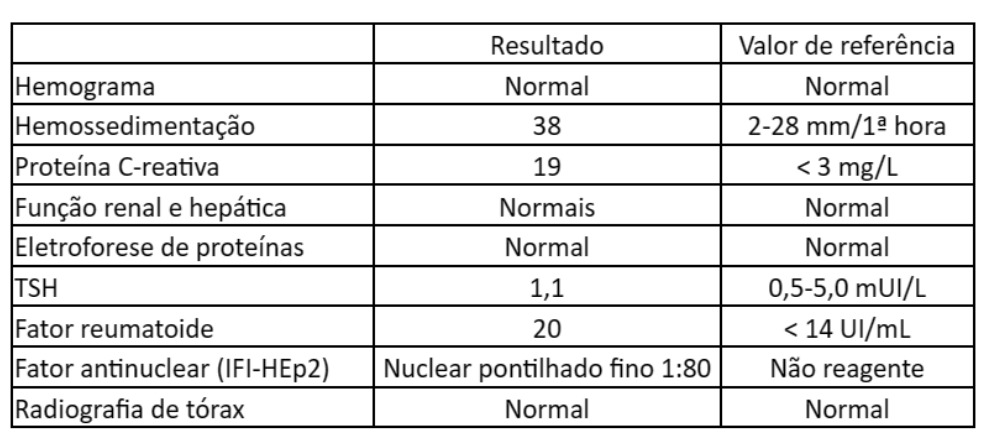 Resultado Valor de referência
Hemograma Normal Normal
Hemossedimentação 38 2-28 mm/1ª hora
Proteína C-reativa 19 < 3 mg/L
Função renal e hepática Normais Normal
Eletroforese de proteínas Normal Normal
TSH 1,1 0,5-5,0 mUI/L
Fator reumatoide 20 < 14 UI/mL
Fator antinuclear (IFI-HEp2) Nuclear pontilhado fino 1:80 Não reagente
Radiografia de tórax Normal Normal